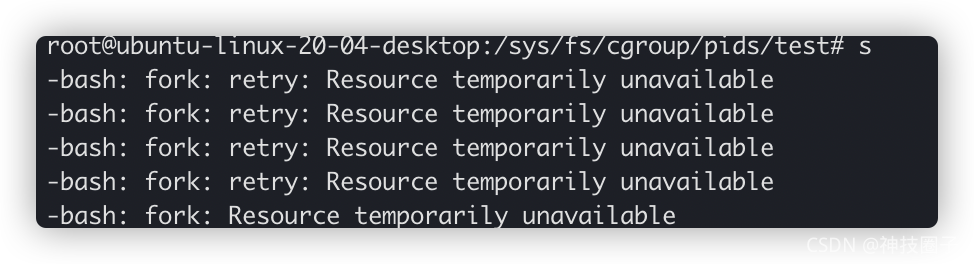 root@ubuntu-linux-20-04-desktop:/sys/fs/cgroup/pids/test# s
-bash: fork: retry: Resource temporarily unavailable
-bash: fork: retry: Resource temporarily unavailable
-bash: fork: retry: Resource temporarily unavailable
-bash: fork: retry: Resource temporarily unavailable
-bash: fork: Resource temporarily unavailable
CSDN @神技圈子